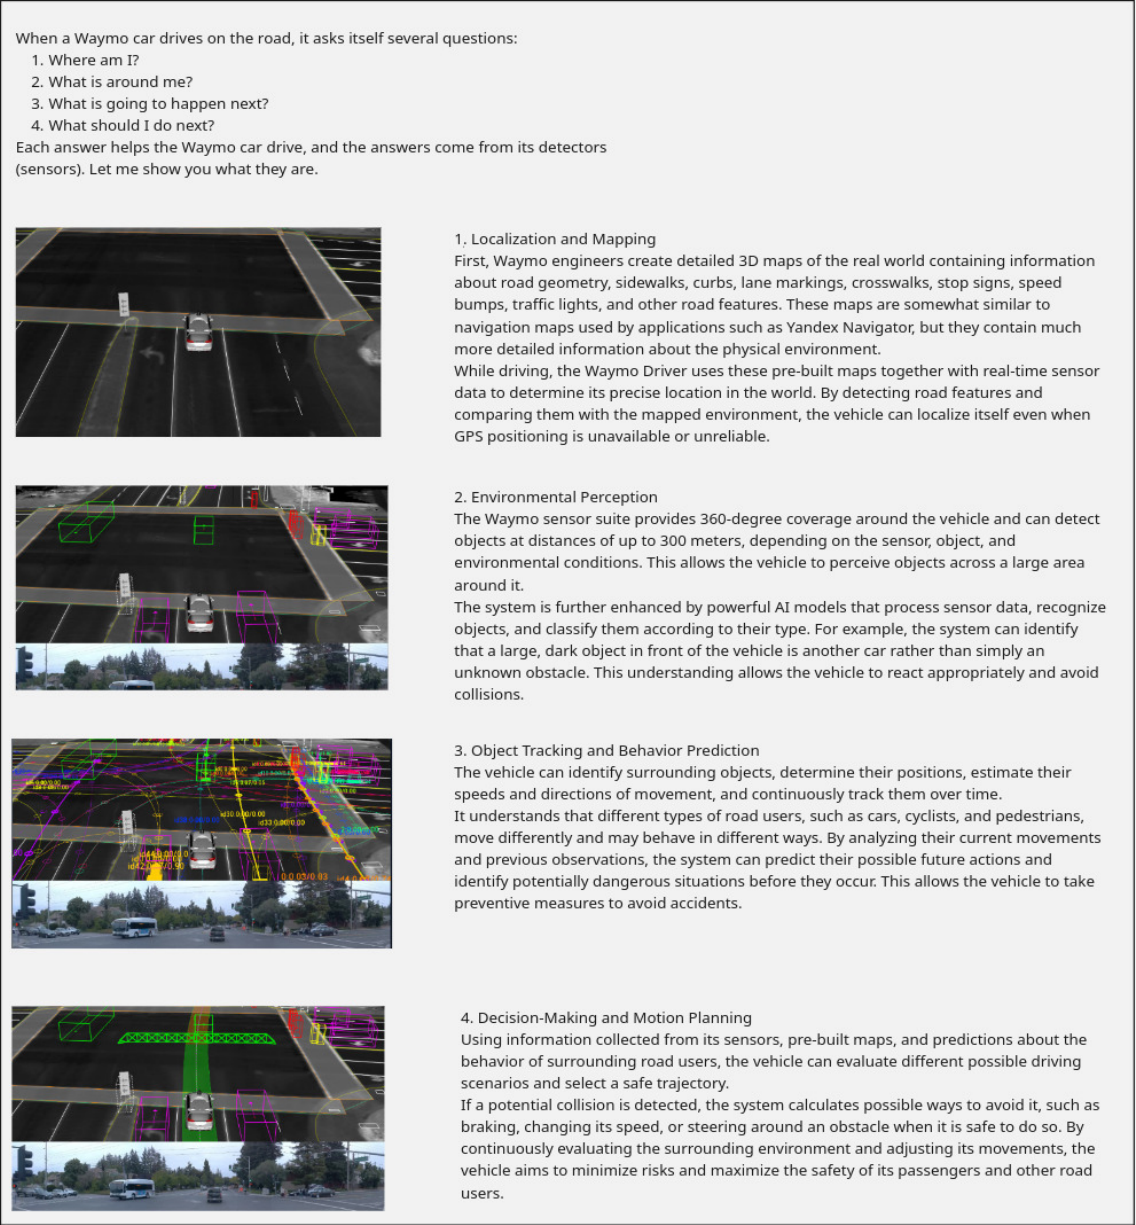 When a Waymo car drives on the road, it asks itself several questions:
1. Where am I?
2. What is around me?
3. What is going to happen next?
4. What should I do next?
Each answer helps the Waymo car drive, and the answers come from its detectors
(sensors). Let me show you what they are.
1. Localization and Mapping
First, Waymo engineers create detailed 3D maps of the real world containing information
about road geometry, sidewalks, curbs, lane markings, crosswalks, stop signs, speed
bumps, traffic lights, and other road features. These maps are somewhat similar to
navigation maps used by applications such as Yandex Navigator, but they contain much
more detailed information about the physical environment.
While driving, the Waymo Driver uses these pre-built maps together with real-time sensor
data to determine its precise location in the world. By detecting road features and
comparing them with the mapped environment, the vehicle can localize itself even when
GPS positioning is unavailable or unreliable.
2. Environmental Perception
The Waymo sensor suite provides 360-degree coverage around the vehicle and can detect
objects at distances of up to 300 meters, depending on the sensor, object, and
environmental conditions. This allows the vehicle to perceive objects across a large area
around it.
The system is further enhanced by powerful AI models that process sensor data, recognize
objects, and classify them according to their type. For example, the system can identify
that a large, dark object in front of the vehicle is another car rather than simply an
unknown obstacle. This understanding allows the vehicle to react appropriately and avoid
collisions.
3. Object Tracking and Behavior Prediction
The vehicle can identify surrounding objects, determine their positions, estimate their
speeds and directions of movement, and continuously track them over time.
It understands that different types of road users, such as cars, cyclists, and pedestrians,
move differently and may behave in different ways. By analyzing their current movements
and previous observations, the system can predict their possible future actions and
identify potentially dangerous situations before they occur. This allows the vehicle to take
preventive measures to avoid accidents.
4. Decision-Making and Motion Planning
Using information collected from its sensors, pre-built maps, and predictions about the
behavior of surrounding road users, the vehicle can evaluate different possible driving
scenarios and select a safe trajectory.
If a potential collision is detected, the system calculates possible ways to avoid it, such as
braking, changing its speed, or steering around an obstacle when it is safe to do so. By
continuously evaluating the surrounding environment and adjusting its movements, the
vehicle aims to minimize risks and maximize the safety of its passengers and other road
users.